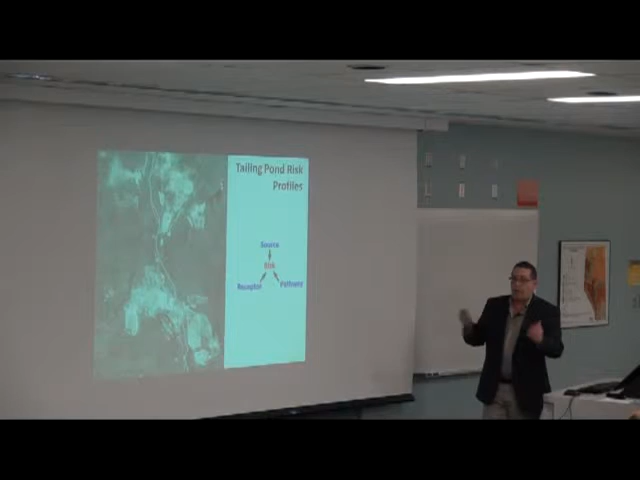 Tailing Pond Risk
Profiles
Source
Risk
Receptor
Pathway